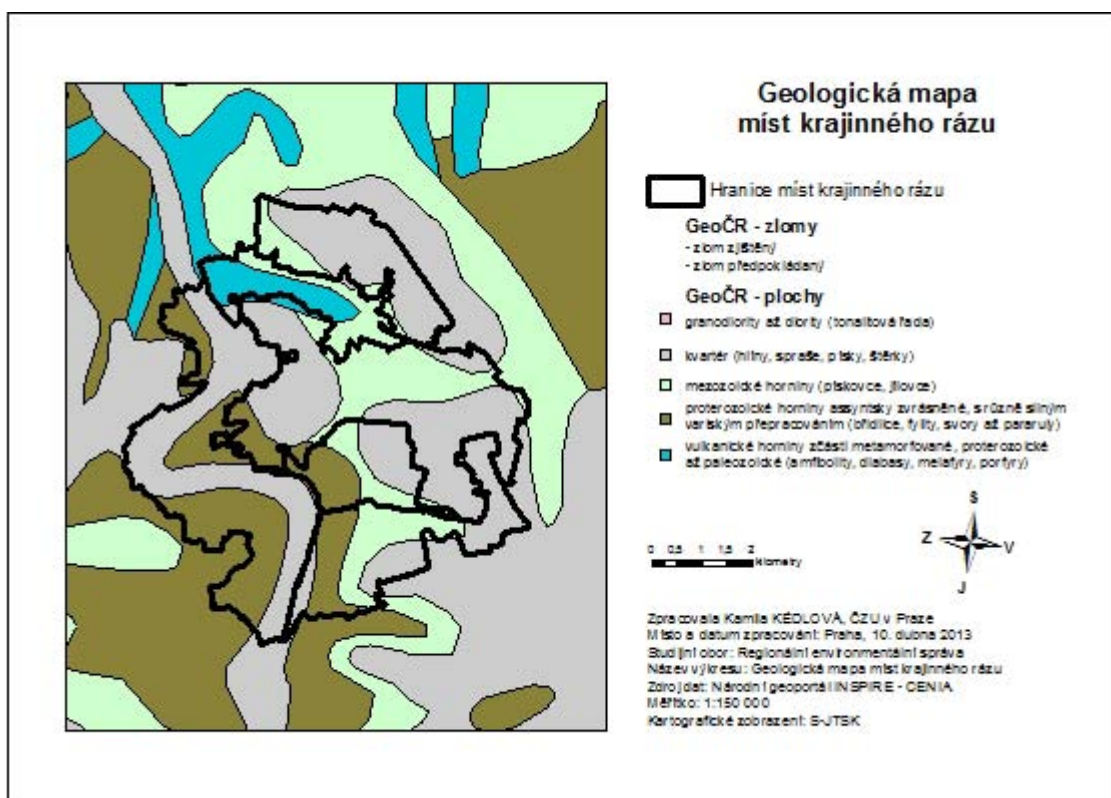 Geologická mapa
míst krajinného rázu
Hranice míst krajinného rázu
GeoČR - zlomy
- zlom zjištěný
- zlom předpokládaný
GeoČR - plochy
granodiority až diority (tonalitová řada)
kvartér (hlíny, spraše, písky, štěrky)
mezozoické horniny (pískovce, jílovce)
proterozoické horniny assyntsky zvrásněné, s různě silným
variským přepracováním (břidlice, fylity, svory až pararuly)
vulkanické horniny zčásti metamorfované, proterozoické
až paleozoické (amfibolity, diabasy, melafyry, porfyry)
S
Z V
J
0 0,5 1 1,5 2
kilometry
Zpracovala Kamila KÉDLOVÁ, ČZU v Praze
Místo a datum zpracování: Praha, 10. dubna 2013
Studijní obor: Regionální environmentální správa
Název výkresu: Geologická mapa míst krajinného rázu
Zdroj dat: Národní geoportál INSPIRE - CENIA
Měřítko: 1:150 000
Kartografické zobrazení: S-JTSK